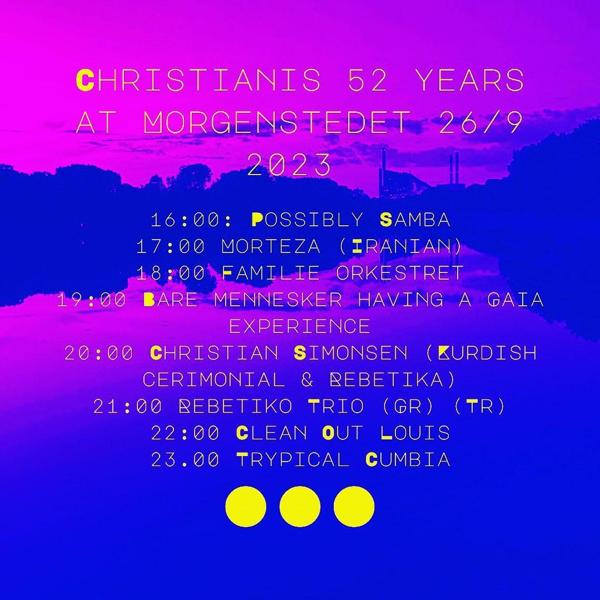 CHRISTIANIS 52 YEARS
AT MORGENSTEDET 26/9
2023
16:00: POSSIBLY SAMBA
17:00 MORTEZA (IRANIAN)
18:00 FAMILIE ORKESTRET
19:00 BARE MENNESKER HAVING A GAIA
EXPERIENCE
20:00 CHRISTIAN SIMONSEN (KURDISH
CERIMONIAL & REBETIKA)
21:00 REBETIKO TRIO (GR) (TR)
22:00 CLEAN OUT LOUIS
23.00 TRYPICAL CUMBIA